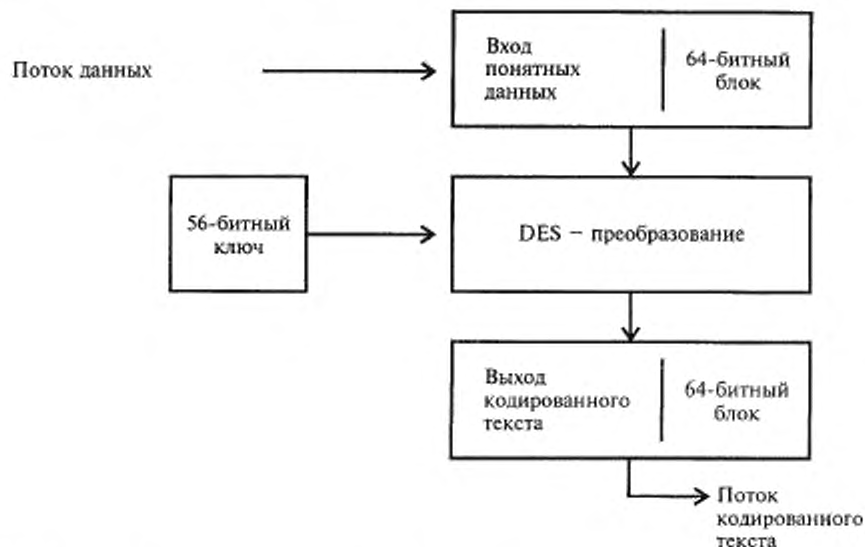 Поток данных
Вход
понятных
данных
64-битный
блок
56-битный
ключ
DES – преобразование
Выход
кодированного
текста
64-битный
блок
Поток
кодированного
текста